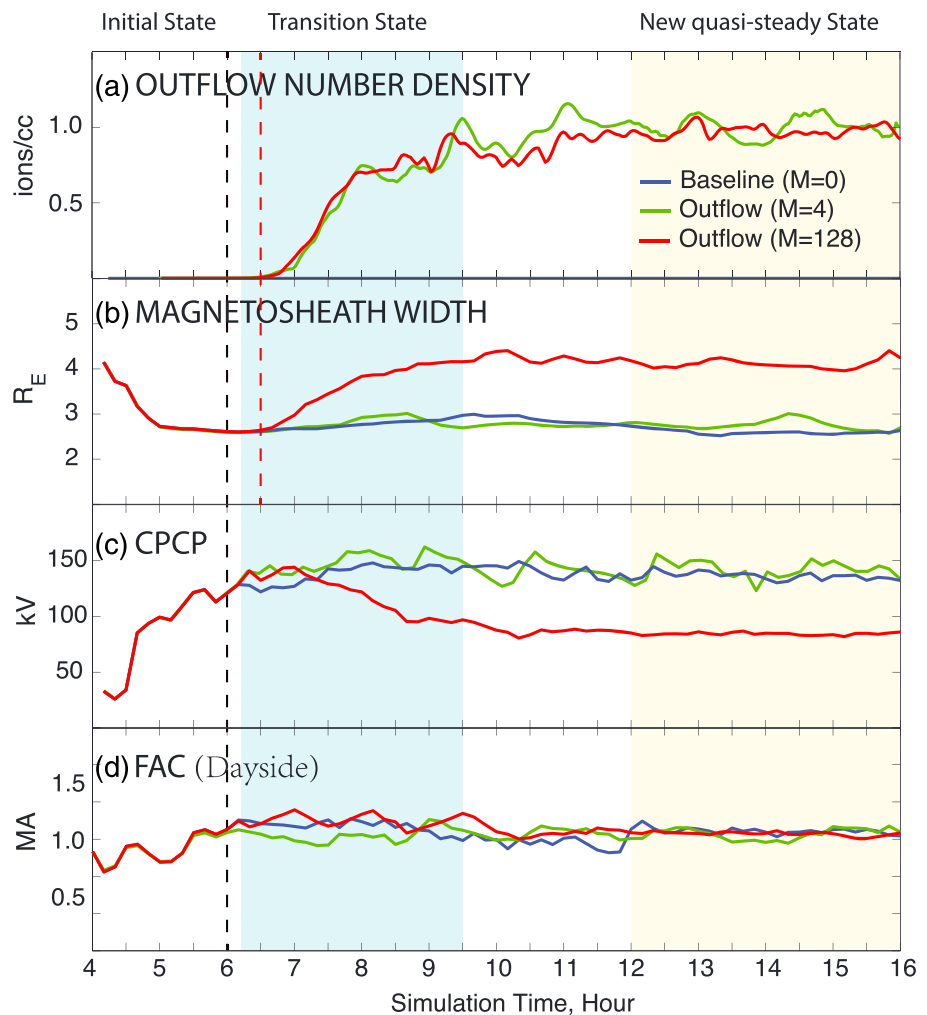 Initial State Transition State New quasi-steady State
(a) OUTFLOW NUMBER DENSITY
ions/cc
1.0
0.5
Baseline (M=0)
Outflow (M=4)
Outflow (M=128)
(b) MAGNETOSHEATH WIDTH
R_E
5
4
3
2
(c) CPCP
kV
150
100
50
(d) FAC (Dayside)
MA
1.5
1.0
0.5
4 5 6 7 8 9 10 11 12 13 14 15 16
Simulation Time, Hour